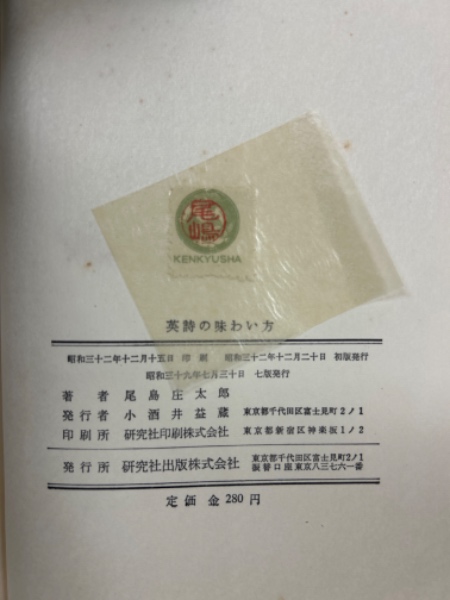 尾嶋
KENKYUSHA
英詩の味わい方
昭和三十二年十二月十五日 印刷 昭和三十二年十二月二十日 初版発行
昭和三十九年七月三十日 七版発行
著者 尾島庄太郎
発行者 小酒井益蔵 東京都千代田区富士見町2ノ1
印刷所 研究社印刷株式会社 東京都新宿区神楽坂1ノ2
発行所 研究社出版株式会社 東京都千代田区富士見町2ノ1
振替口座東京八三七六一番
定価 金280円